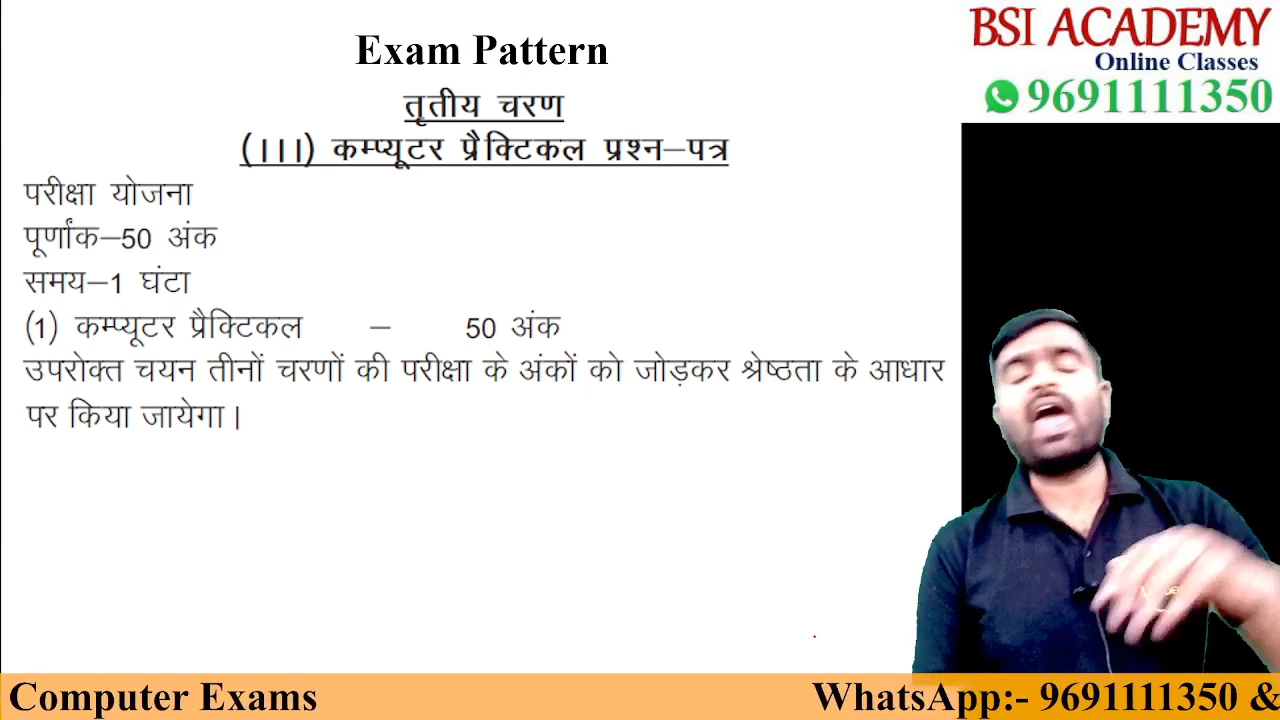 Exam Pattern
BSI ACADEMY
Online Classes
9691111350
तृतीय चरण
(III) कम्प्यूटर प्रैक्टिकल प्रश्न–पत्र
परीक्षा योजना
पूर्णांक–50 अंक
समय–1 घंटा
(1) कम्प्यूटर प्रैक्टिकल – 50 अंक
उपरोक्त चयन तीनों चरणों की परीक्षा के अंकों को जोड़कर श्रेष्ठता के आधार
पर किया जायेगा।
Computer Exams WhatsApp:- 9691111350 &